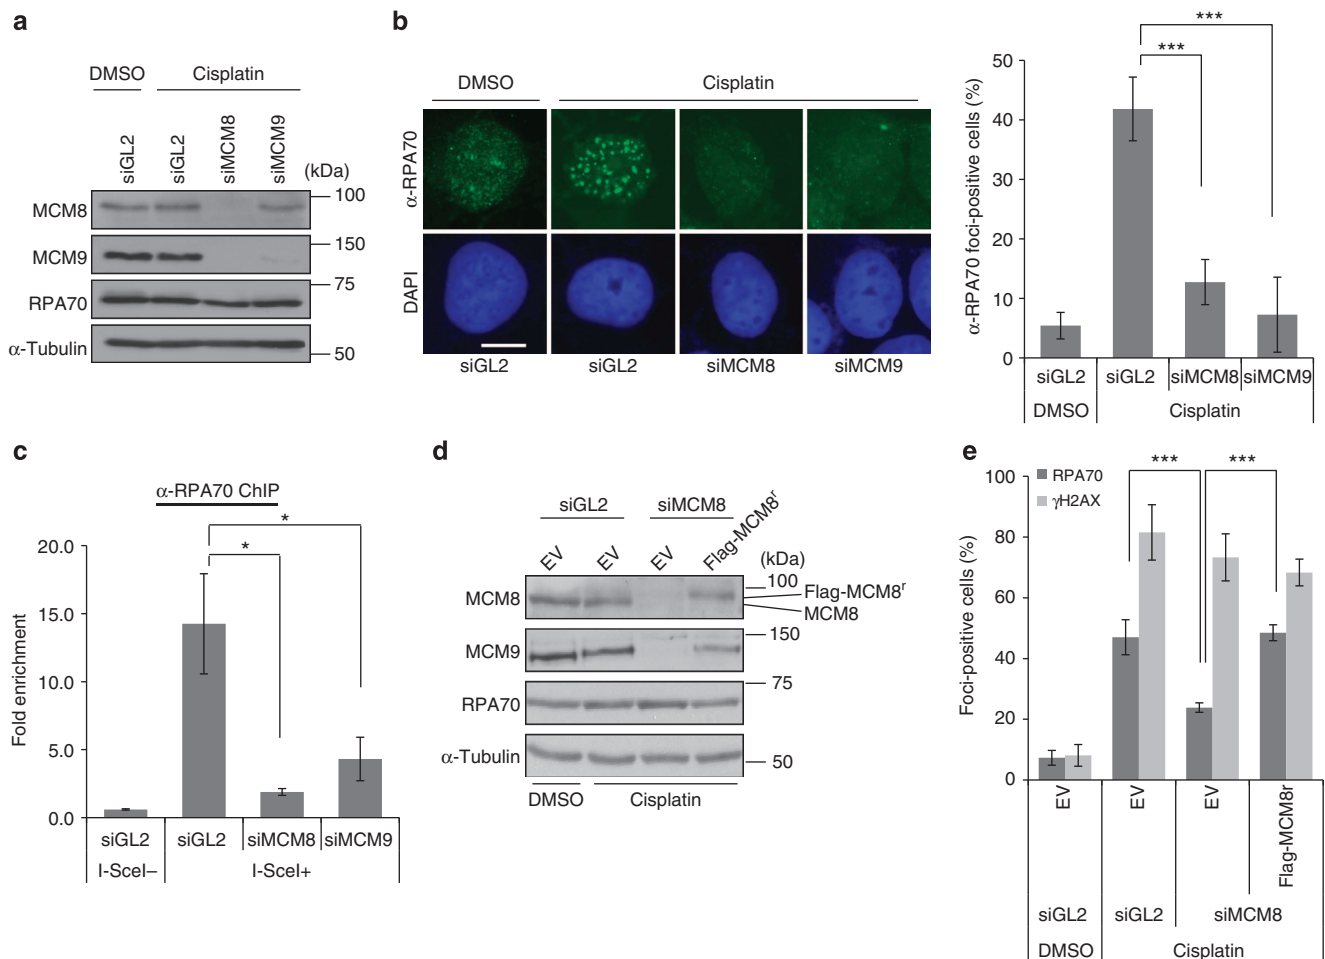 a
DMSO Cisplatin
siGL2 siGL2 siMCM8 siMCM9 (kDa)
MCM8 100
MCM9 150
RPA70 75
α-Tubulin 50
b
DMSO Cisplatin
α-RPA70
DAPI
siGL2 siGL2 siMCM8 siMCM9
*** ***
α-RPA70 foci-positive cells (%)
50
40
30
20
10
0
siGL2 siGL2 siMCM8 siMCM9
DMSO Cisplatin
c
α-RPA70 ChIP
* *
Fold enrichment
20.0
15.0
10.0
5.0
0.0
siGL2 siGL2 siMCM8 siMCM9
I-SceI– I-SceI+
d
siGL2 siMCM8
EV EV EV Flag-MCM8ʳ
(kDa)
MCM8 100
Flag-MCM8ʳ
MCM8
MCM9 150
RPA70 75
α-Tubulin 50
DMSO Cisplatin
e
*** ***
RPA70
γH2AX
Foci-positive cells (%)
100
80
60
40
20
0
EV EV EV Flag-MCM8r
siGL2 siGL2 siMCM8
DMSO Cisplatin